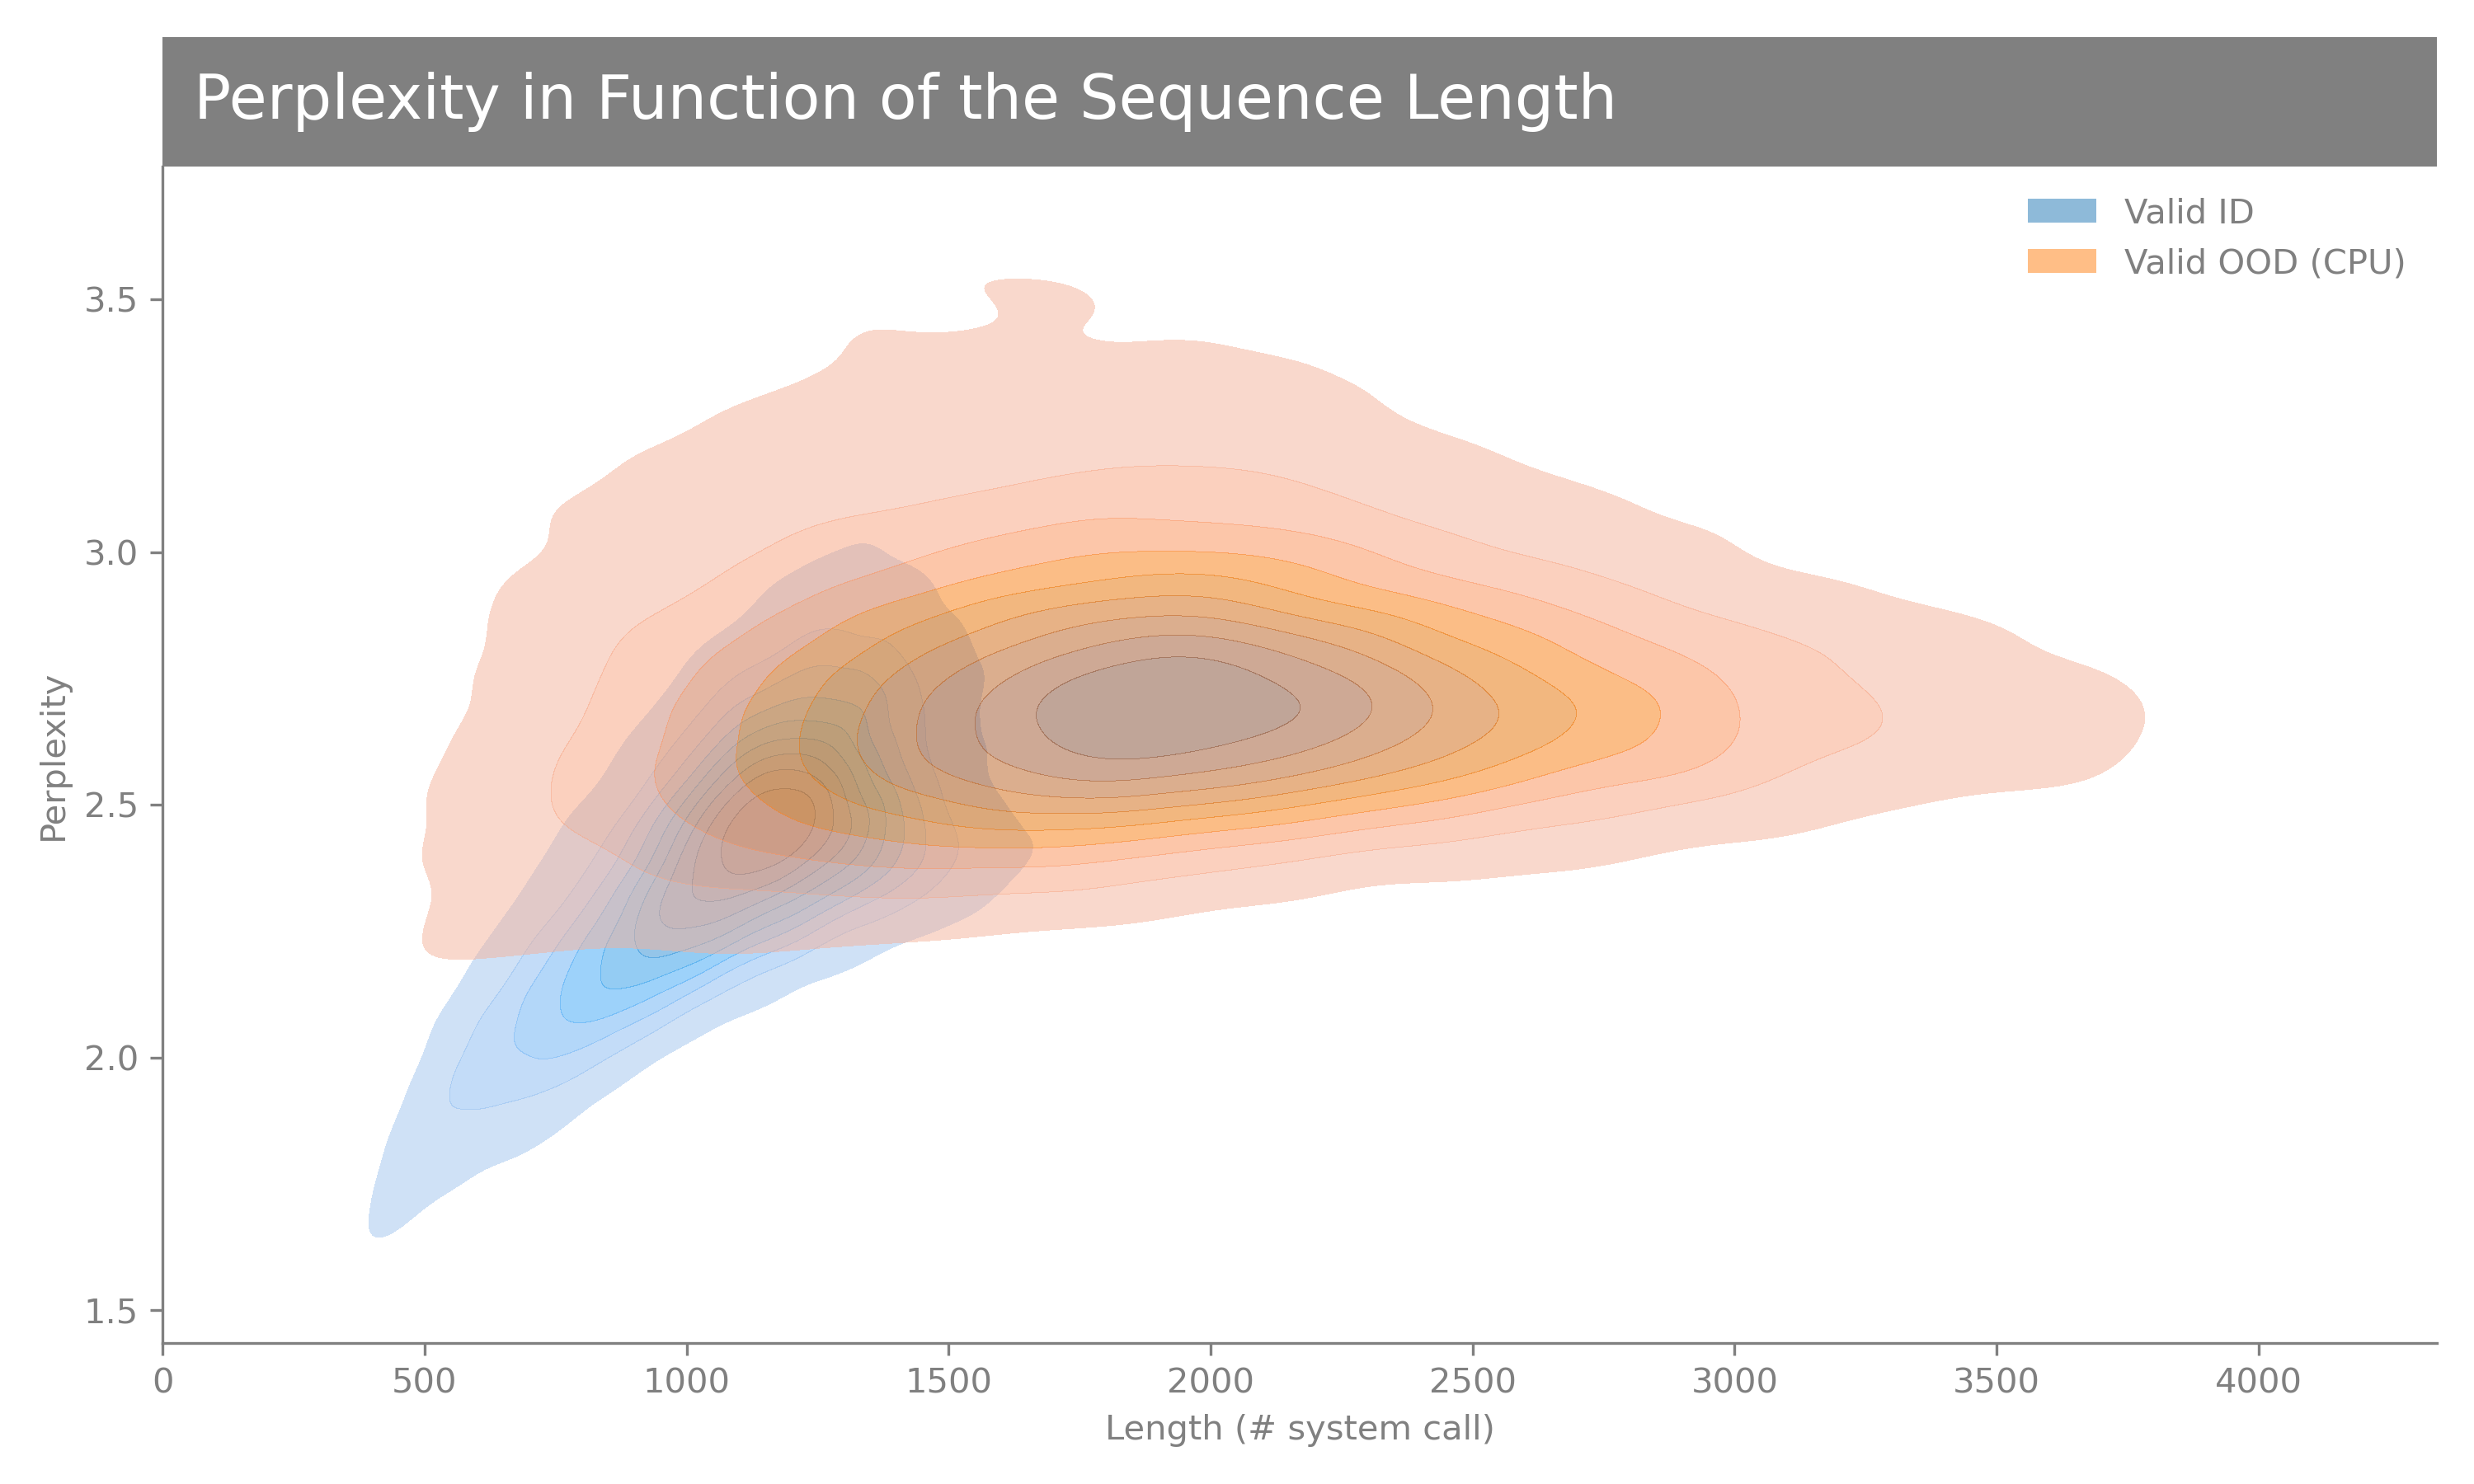 Perplexity in Function of the Sequence Length
Valid ID
Valid OOD (CPU)
3.5
3.0
2.5
2.0
1.5
Perplexity
0 500 1000 1500 2000 2500 3000 3500 4000
Length (# system call)